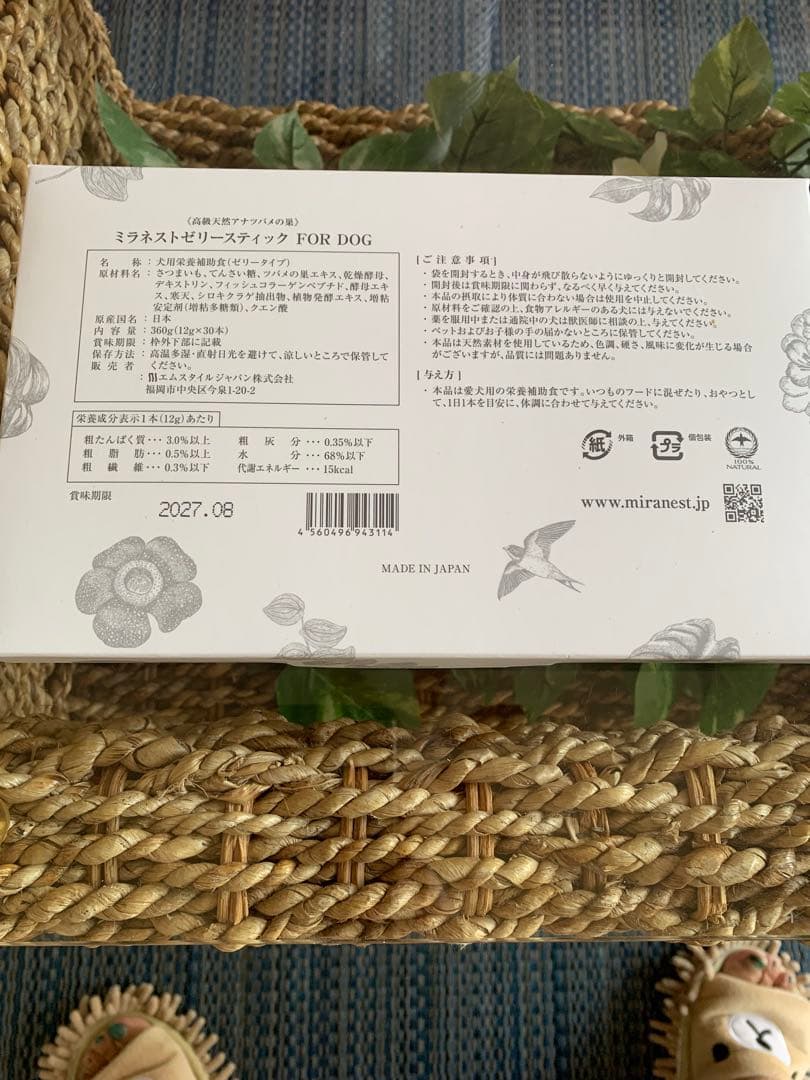 《高級天然アナツバメの巣》
ミラネストゼリースティック FOR DOG
名称：犬用栄養補助食(ゼリータイプ)
原材料名：さつまいも、てんさい糖、ツバメの巣エキス、乾燥酵母、
デキストリン、フィッシュコラーゲンペプチド、酵母エキ
ス、寒天、シロキクラゲ抽出物、植物発酵エキス、増粘
安定剤(増粘多糖類)、クエン酸
原産国名：日本
内容量：360g(12g×30本)
賞味期限：枠外下部に記載
保存方法：高温多湿・直射日光を避けて、涼しいところで保管して
ください。
販売者：エムスタイルジャパン株式会社
福岡市中央区今泉1-20-2
栄養成分表示1本(12g)あたり
粗たんぱく質・・・3.0%以上 粗灰分・・・0.35%以下
粗脂肪・・・0.5%以上 水分・・・68%以下
粗繊維・・・0.3%以下 代謝エネルギー・・・15kcal
賞味期限
2027.08
4 560496 943114
MADE IN JAPAN
[ご注意事項]
・袋を開封するとき、中身が飛び散らないようにゆっくりと開封してください。
・開封後は賞味期限に関わらず、なるべく早く与えてください。
・本品の摂取により体質に合わない場合は使用を中止してください。
・原材料をご確認の上、食物アレルギーのある犬には与えないでください。
・薬を服用中または通院中の犬は獣医師に相談の上、与えてください。
・ペットおよびお子様の手の届かないところに保管してください。
・本品は天然素材を使用しているため、色調、硬さ、風味に変化が生じる場合
がございますが、品質には問題ありません。
[与え方]
・本品は愛犬用の栄養補助食です。いつものフードに混ぜたり、おやつとし
て、1日1本を目安に、体調に合わせて与えてください。
紙 外箱 プラ 個包装
100%
NATURAL
www.miranest.jp